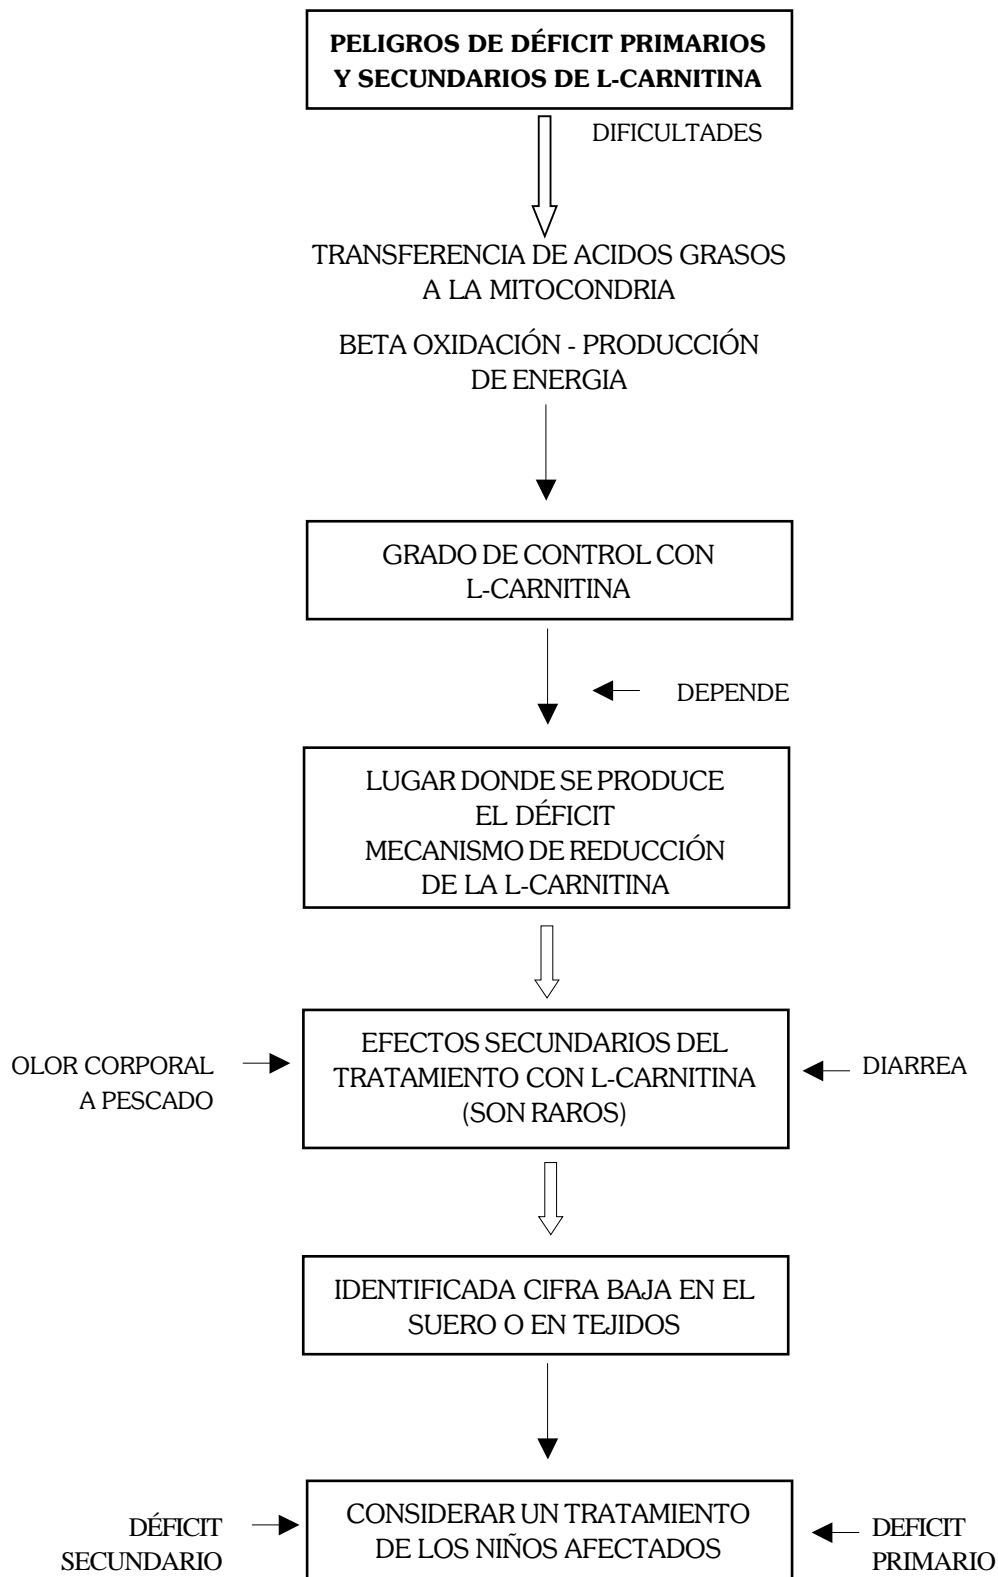 PELIGROS DE DÉFICIT PRIMARIOS
Y SECUNDARIOS DE L-CARNITINA
DIFICULTADES
TRANSFERENCIA DE ACIDOS GRASOS
A LA MITOCONDRIA
BETA OXIDACIÓN - PRODUCCIÓN
DE ENERGIA
GRADO DE CONTROL CON
L-CARNITINA
DEPENDE
LUGAR DONDE SE PRODUCE
EL DÉFICIT
MECANISMO DE REDUCCIÓN
DE LA L-CARNITINA
OLOR CORPORAL
A PESCADO
EFECTOS SECUNDARIOS DEL
TRATAMIENTO CON L-CARNITINA
(SON RAROS)
DIARREA
IDENTIFICADA CIFRA BAJA EN EL
SUERO O EN TEJIDOS
DÉFICIT
SECUNDARIO
CONSIDERAR UN TRATAMIENTO
DE LOS NIÑOS AFECTADOS
DEFICIT
PRIMARIO